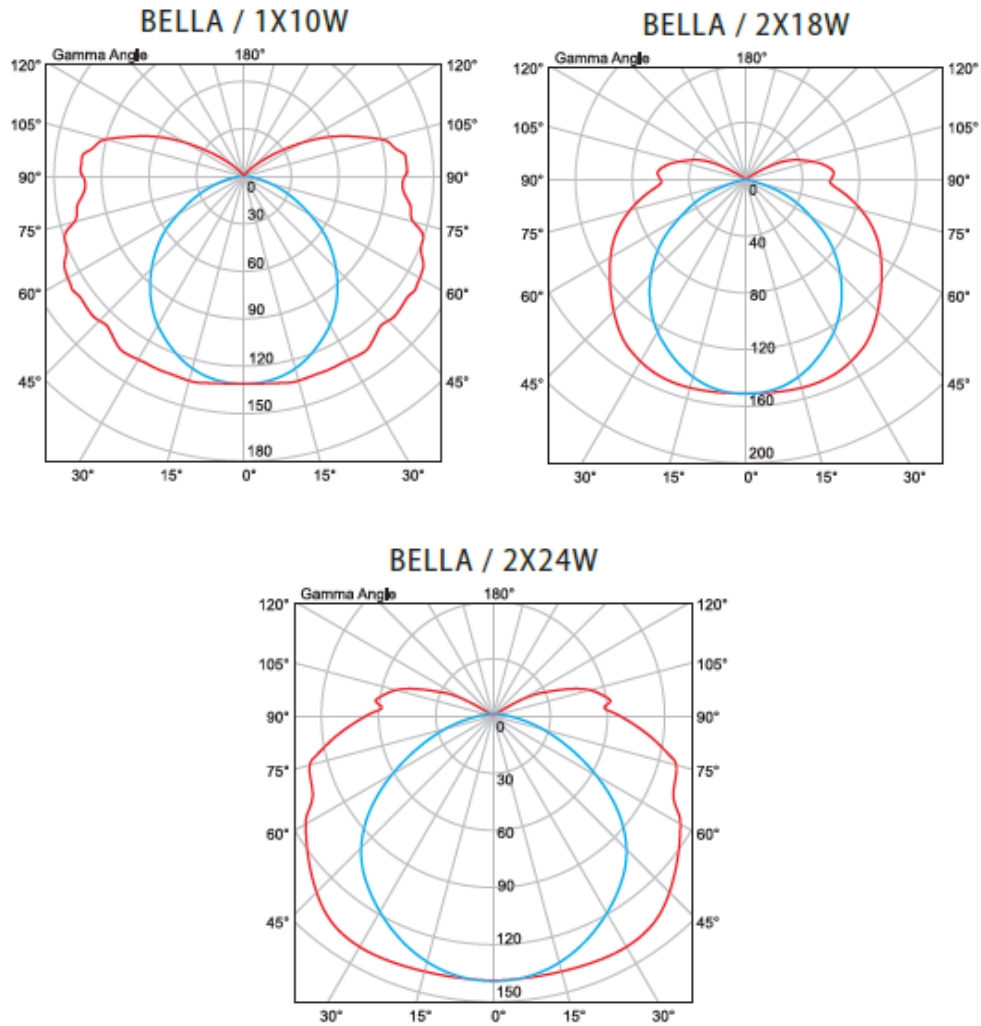 BELLA / 1X10W
Gamma Angle 180°
120° 120°
105° 105°
90° 0 90°
30
75° 75°
60
60° 60°
90
120
45° 45°
150
180
30° 15° 0° 15° 30°
BELLA / 2X18W
Gamma Angle 180°
120° 120°
105° 105°
90° 0 90°
75° 40 75°
60° 80 60°
120
45° 45°
160
200
30° 15° 0° 15° 30°
BELLA / 2X24W
Gamma Angle 180°
120° 120°
105° 105°
90° 0 90°
75° 30 75°
60° 60 60°
90
45° 45°
120
150
30° 15° 0° 15° 30°